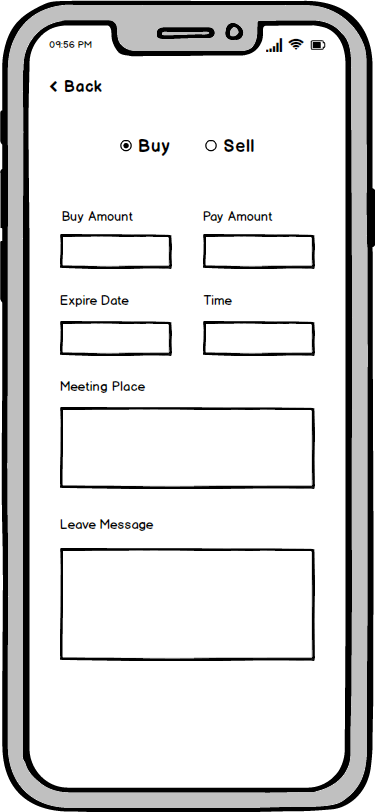 09:56 PM
Back
Buy Sell
Buy Amount Pay Amount
Expire Date Time
Meeting Place
Leave Message